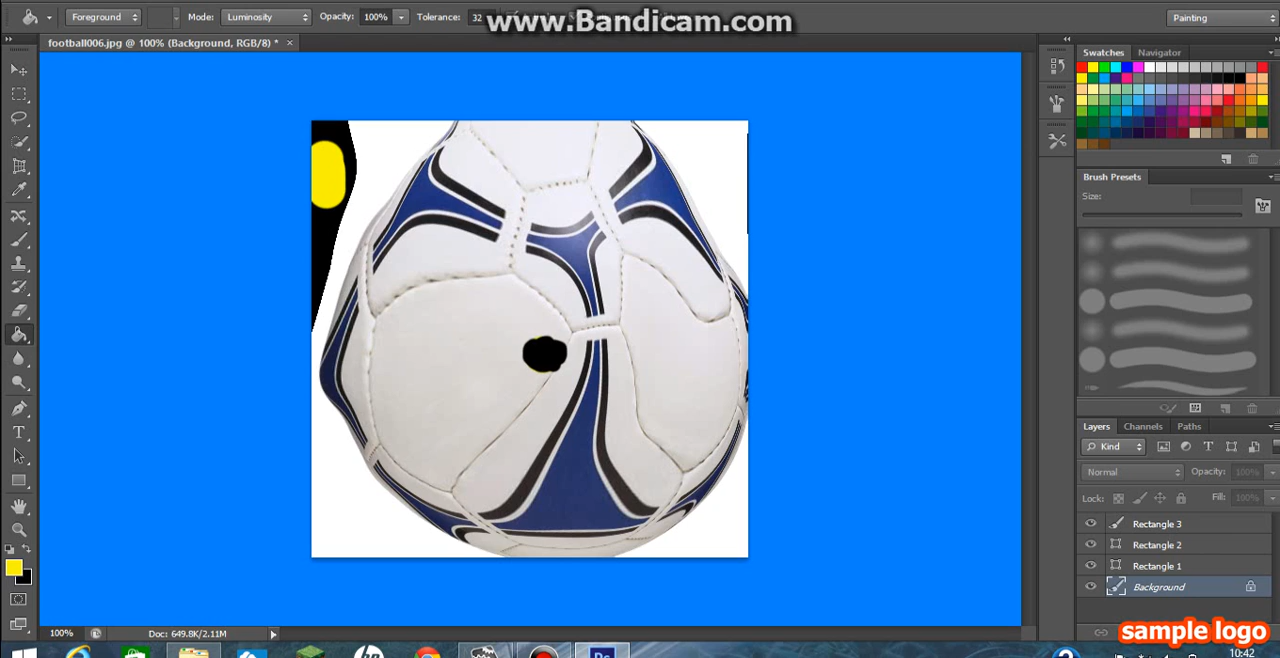 Foreground Mode: Luminosity Opacity: 100% Tolerance: 32
www.Bandicam.com
Painting
football006.jpg @ 100% (Background, RGB/8) * ×
Swatches Navigator
Brush Presets
Size:
Layers Channels Paths
Kind
Normal Opacity: 100%
Lock: Fill: 100%
Rectangle 3
Rectangle 2
Rectangle 1
Background
100% Doc: 649.8K/2.11M
sample logo
hp Ps ? 10:42